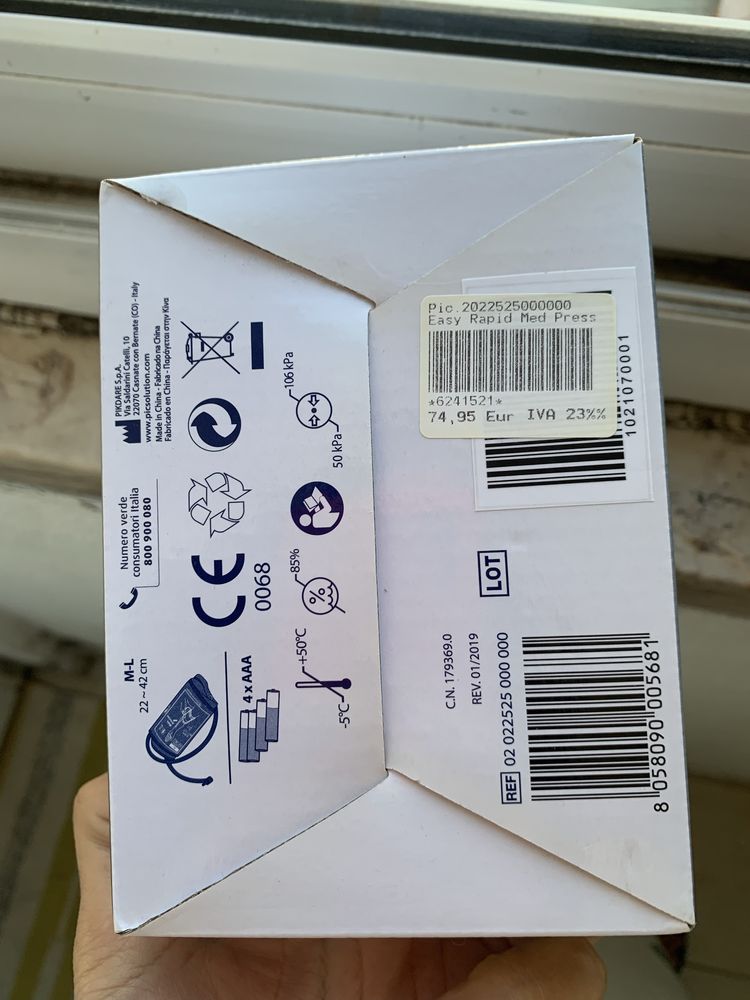 PIKDARE S.p.A.
Via Saldarini Catelli, 10
22070 Casnate con Bernate (CO) - Italy
www.picsolution.com
Made in China - Fabricado na China
Fabricado en China - Παράγεται στην Κίνα
Numero verde
consumatori Italia
800 900 080
M-L
22 ~ 42 cm
CE
0068
4 x AAA
106 kPa
50 kPa
85%
%
+50°C
-5°C
Pic.2022525000000
Easy Rapid Med Press
*6241521*
74,95 Eur IVA 23%%
1021070001
LOT
C.N. 179369.0
REV. 01/2019
REF 02 022525 000 000
8 058090 005681